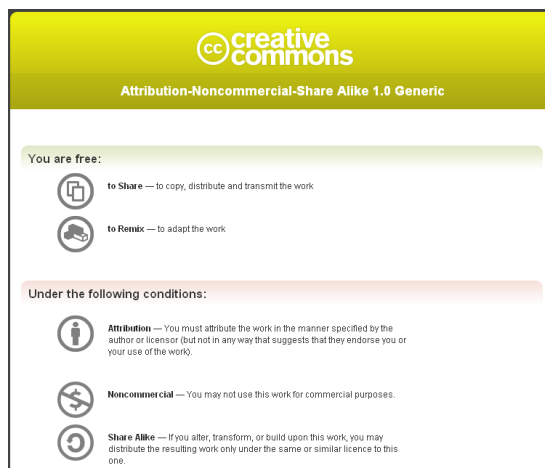 cc creative
commons
Attribution-Noncommercial-Share Alike 1.0 Generic
You are free:
to Share — to copy, distribute and transmit the work
to Remix — to adapt the work
Under the following conditions:
Attribution — You must attribute the work in the manner specified by the
author or licensor (but not in any way that suggests that they endorse you or
your use of the work).
Noncommercial — You may not use this work for commercial purposes.
Share Alike — If you alter, transform, or build upon this work, you may
distribute the resulting work only under the same or similar licence to this
one.